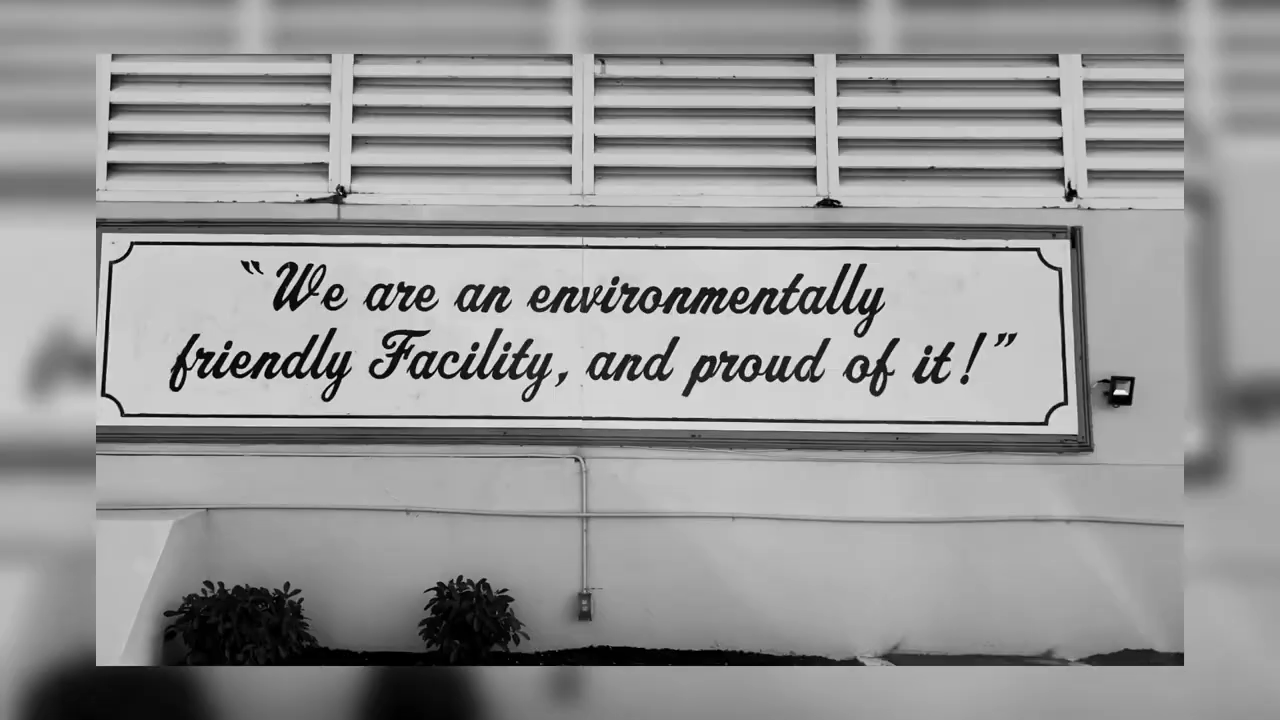 “We are an environmentally
friendly Facility, and proud of it!”